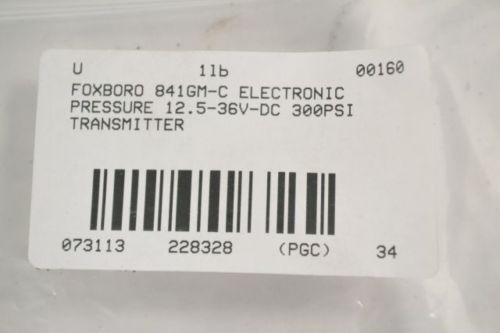 U 1lb 00160
FOXBORO 841GM-C ELECTRONIC
PRESSURE 12.5-36V-DC 300PSI
TRANSMITTER
073113 228328 (PGC) 34